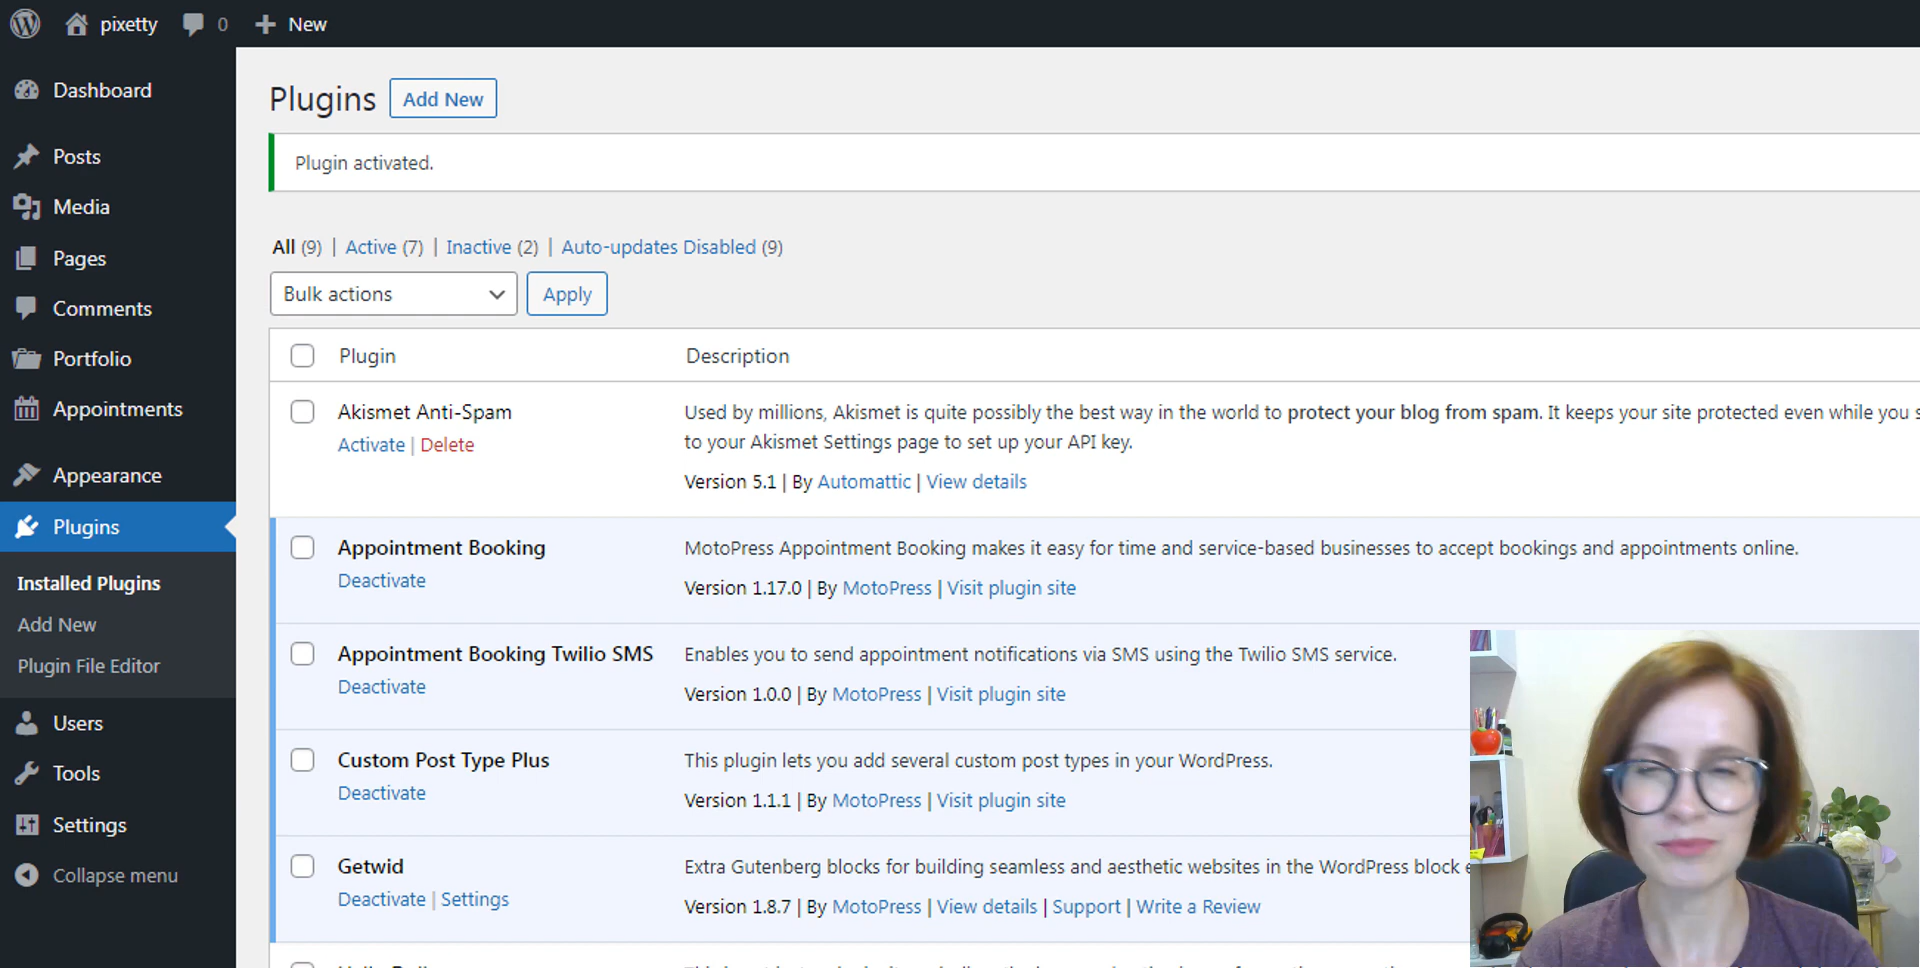 pixetty 0 New
Dashboard
Posts
Media
Pages
Comments
Portfolio
Appointments
Appearance
Plugins
Installed Plugins
Add New
Plugin File Editor
Users
Tools
Settings
Collapse menu
Plugins Add New
Plugin activated.
All (9) | Active (7) | Inactive (2) | Auto-updates Disabled (9)
Bulk actions Apply
Plugin Description
Akismet Anti-Spam
Activate | Delete
Used by millions, Akismet is quite possibly the best way in the world to protect your blog from spam. It keeps your site protected even while you
to your Akismet Settings page to set up your API key.
Version 5.1 | By Automattic | View details
Appointment Booking
Deactivate
MotoPress Appointment Booking makes it easy for time and service-based businesses to accept bookings and appointments online.
Version 1.17.0 | By MotoPress | Visit plugin site
Appointment Booking Twilio SMS
Deactivate
Enables you to send appointment notifications via SMS using the Twilio SMS service.
Version 1.0.0 | By MotoPress | Visit plugin site
Custom Post Type Plus
Deactivate
This plugin lets you add several custom post types in your WordPress.
Version 1.1.1 | By MotoPress | Visit plugin site
Getwid
Deactivate | Settings
Extra Gutenberg blocks for building seamless and aesthetic websites in the WordPress block
Version 1.8.7 | By MotoPress | View details | Support | Write a Review